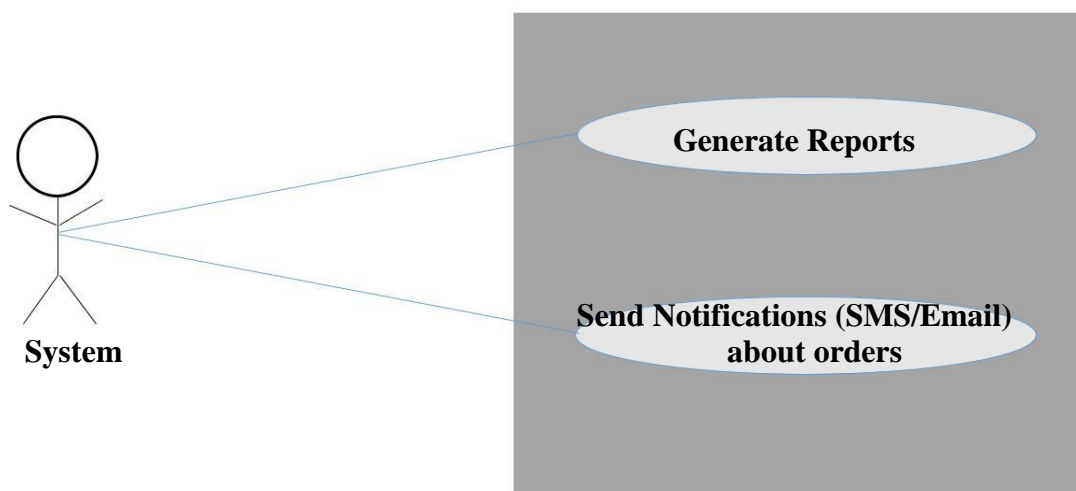 Generate Reports
Send Notifications (SMS/Email)
about orders
System